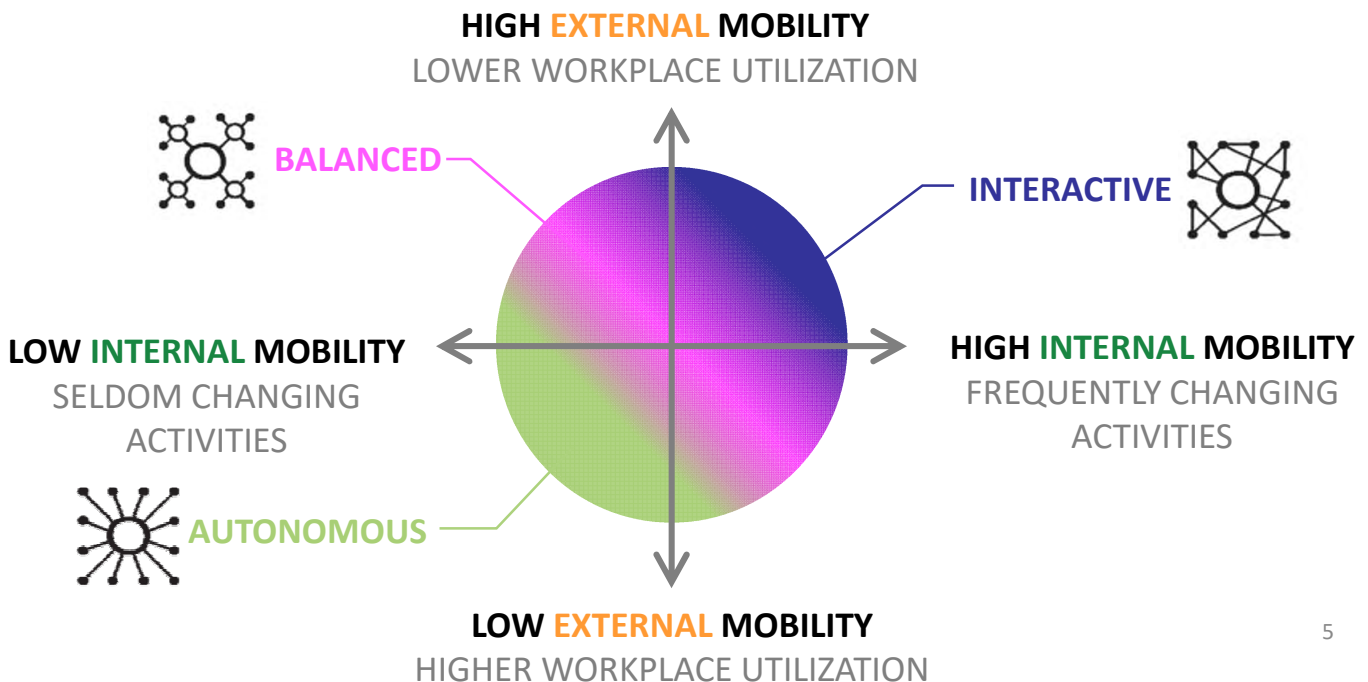 HIGH EXTERNAL MOBILITY
LOWER WORKPLACE UTILIZATION
BALANCED
INTERACTIVE
LOW INTERNAL MOBILITY
SELDOM CHANGING
ACTIVITIES
HIGH INTERNAL MOBILITY
FREQUENTLY CHANGING
ACTIVITIES
AUTONOMOUS
LOW EXTERNAL MOBILITY
HIGHER WORKPLACE UTILIZATION
5